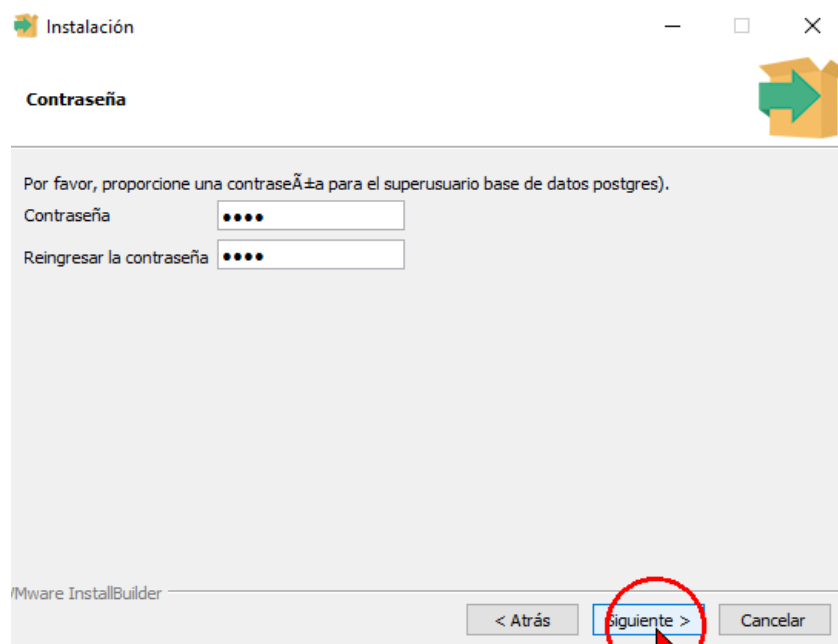 Instalación
Contraseña
Por favor, proporcione una contraseÃ±a para el superusuario base de datos postgres).
Contraseña ••••
Reingresar la contraseña ••••
VMware InstallBuilder
< Atrás Siguiente > Cancelar